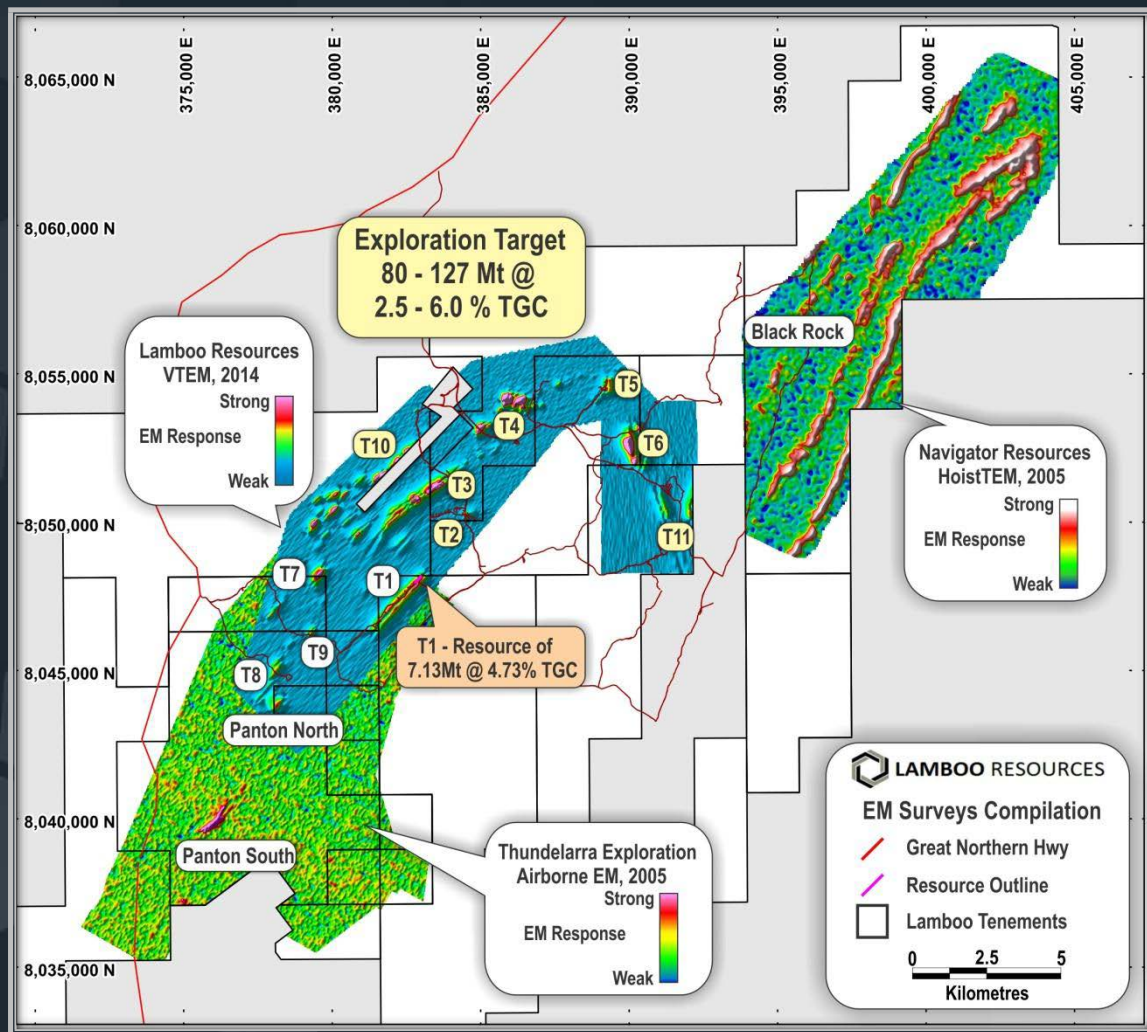 375,000 E
380,000 E
385,000 E
390,000 E
395,000 E
400,000 E
405,000 E
8,065,000 N
8,060,000 N
8,055,000 N
8,050,000 N
8,045,000 N
8,040,000 N
8,035,000 N
Exploration Target
80 - 127 Mt @
2.5 - 6.0 % TGC
Lamboo Resources
VTEM, 2014
Strong
EM Response
Weak
Black Rock
Navigator Resources
HoistTEM, 2005
Strong
EM Response
Weak
T5
T4
T6
T10
T3
T2
T11
T7
T1
T9
T8
T1 - Resource of
7.13Mt @ 4.73% TGC
Panton North
Panton South
Thundelarra Exploration
Airborne EM, 2005
Strong
EM Response
Weak
LAMBOO RESOURCES
EM Surveys Compilation
Great Northern Hwy
Resource Outline
Lamboo Tenements
0 2.5 5
Kilometres